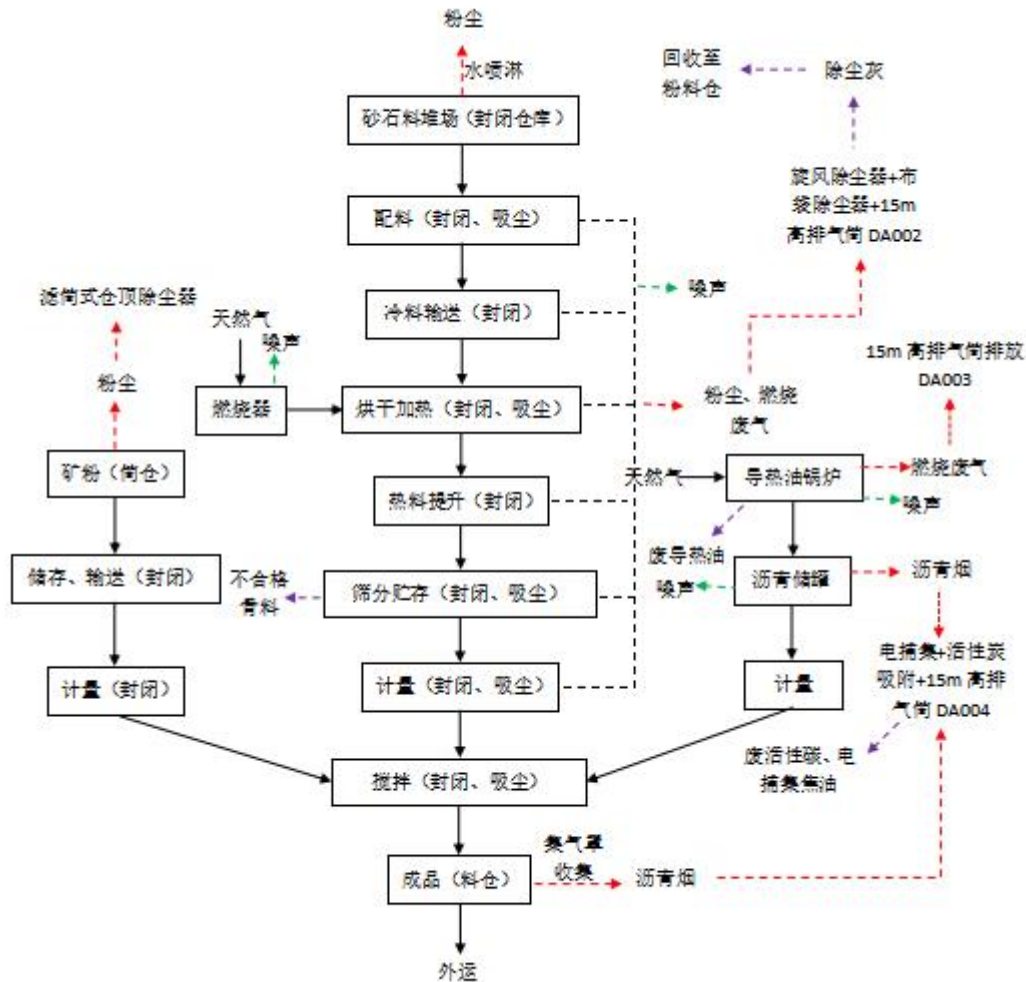 粉尘
水喷淋
砂石料堆场（封闭仓库）
回收至
粉料仓
除尘灰
旋风除尘器+布
袋除尘器+15m
高排气筒 DA002
配料（封闭、吸尘）
噪声
滤筒式仓顶除尘器
冷料输送（封闭）
天然气
噪声
15m 高排气筒排放
DA003
粉尘
燃烧器
烘干加热（封闭、吸尘）
粉尘、燃烧
废气
矿粉（筒仓）
天然气
导热油锅炉
燃烧废气
热料提升（封闭）
噪声
废导热油
储存、输送（封闭）
不合格
骨料
筛分贮存（封闭、吸尘）
噪声
沥青储罐
沥青烟
计量（封闭）
计量（封闭、吸尘）
计量
电捕集+活性炭
吸附+15m 高排
气筒 DA004
废活性碳、电
捕集焦油
搅拌（封闭、吸尘）
集气罩
收集
成品（料仓）
沥青烟
外运